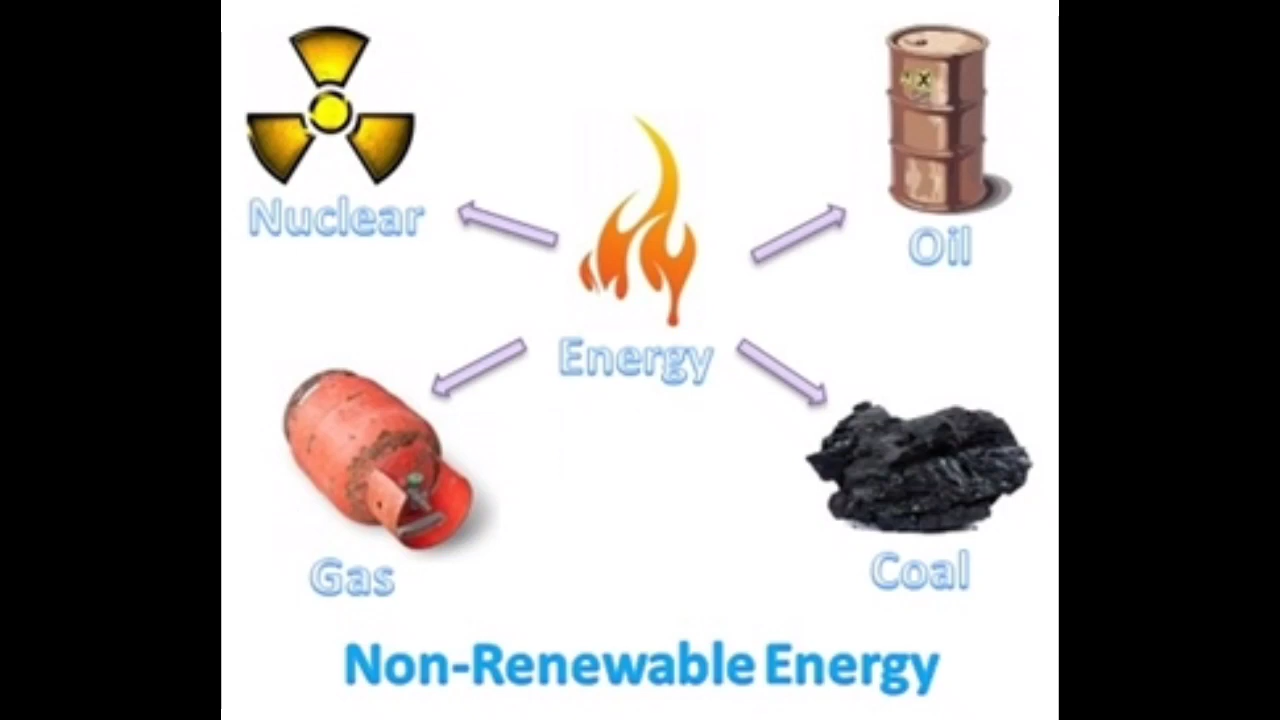 Nuclear
Oil
Energy
Gas
Coal
Non-Renewable Energy